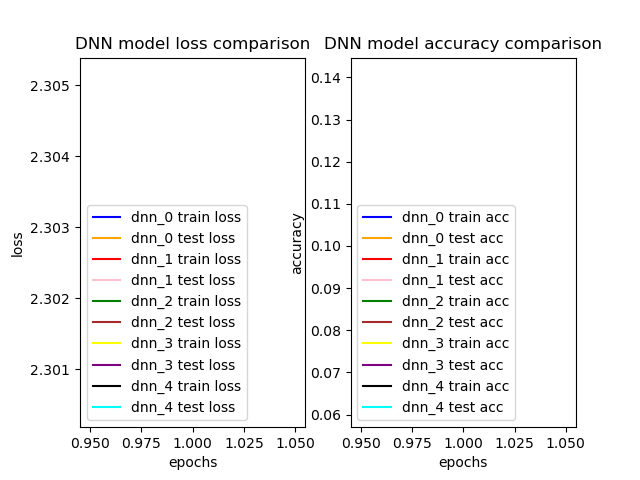 DNN model loss comparison
2.305
2.304
2.303
2.302
2.301
loss
dnn_0 train loss
dnn_0 test loss
dnn_1 train loss
dnn_1 test loss
dnn_2 train loss
dnn_2 test loss
dnn_3 train loss
dnn_3 test loss
dnn_4 train loss
dnn_4 test loss
0.950 0.975 1.000 1.025 1.050
epochs
DNN model accuracy comparison
0.14
0.13
0.12
0.11
0.10
0.09
0.08
0.07
0.06
accuracy
dnn_0 train acc
dnn_0 test acc
dnn_1 train acc
dnn_1 test acc
dnn_2 train acc
dnn_2 test acc
dnn_3 train acc
dnn_3 test acc
dnn_4 train acc
dnn_4 test acc
0.950 0.975 1.000 1.025 1.050
epochs